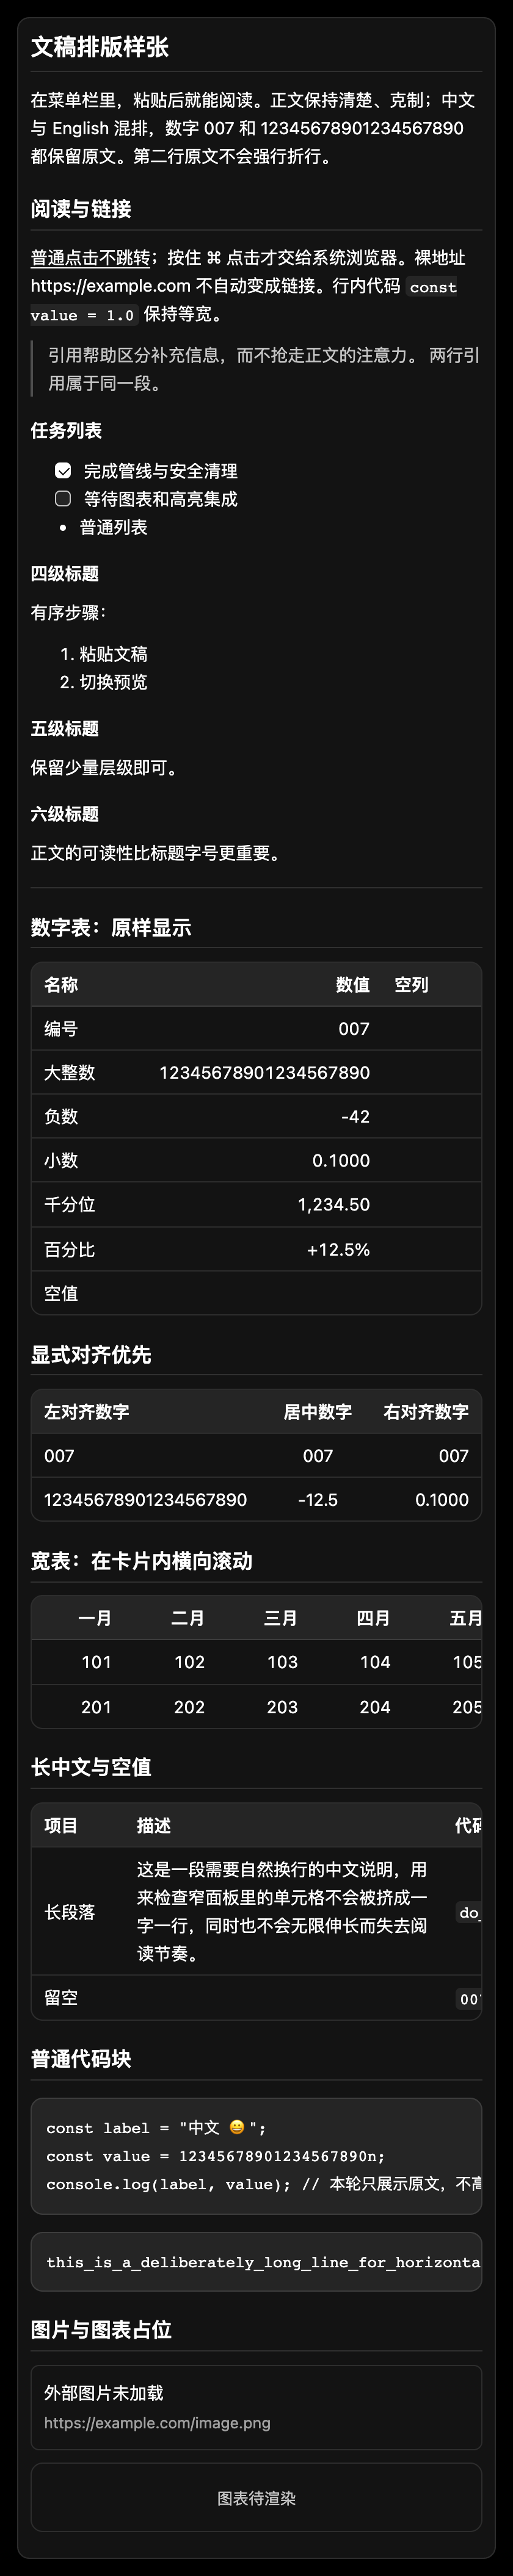 文稿排版样张
在菜单栏里，粘贴后就能阅读。正文保持清楚、克制；中文
与 English 混排，数字 007 和 12345678901234567890
都保留原文。第二行原文不会强行折行。
阅读与链接
普通点击不跳转；按住 ⌘ 点击才交给系统浏览器。裸地址
https://example.com 不自动变成链接。行内代码 const
value = 1.0 保持等宽。
引用帮助区分补充信息，而不抢走正文的注意力。 两行引
用属于同一段。
任务列表
完成管线与安全清理
等待图表和高亮集成
• 普通列表
四级标题
有序步骤：
1. 粘贴文稿
2. 切换预览
五级标题
保留少量层级即可。
六级标题
正文的可读性比标题字号更重要。
数字表：原样显示
名称 数值 空列
编号 007
大整数 12345678901234567890
负数 -42
小数 0.1000
千分位 1,234.50
百分比 +12.5%
空值
显式对齐优先
左对齐数字 居中数字 右对齐数字
007 007 007
12345678901234567890 -12.5 0.1000
宽表：在卡片内横向滚动
一月 二月 三月 四月 五月
101 102 103 104 105
201 202 203 204 205
长中文与空值
项目 描述 代码
长段落 这是一段需要自然换行的中文说明，用
来检查窄面板里的单元格不会被挤成一
字一行，同时也不会无限伸长而失去阅
读节奏。
do_
留空 007
普通代码块
const label = "中文 😀";
const value = 12345678901234567890n;
console.log(label, value); // 本轮只展示原文，不高
this_is_a_deliberately_long_line_for_horizonta
图片与图表占位
外部图片未加载
https://example.com/image.png
图表待渲染